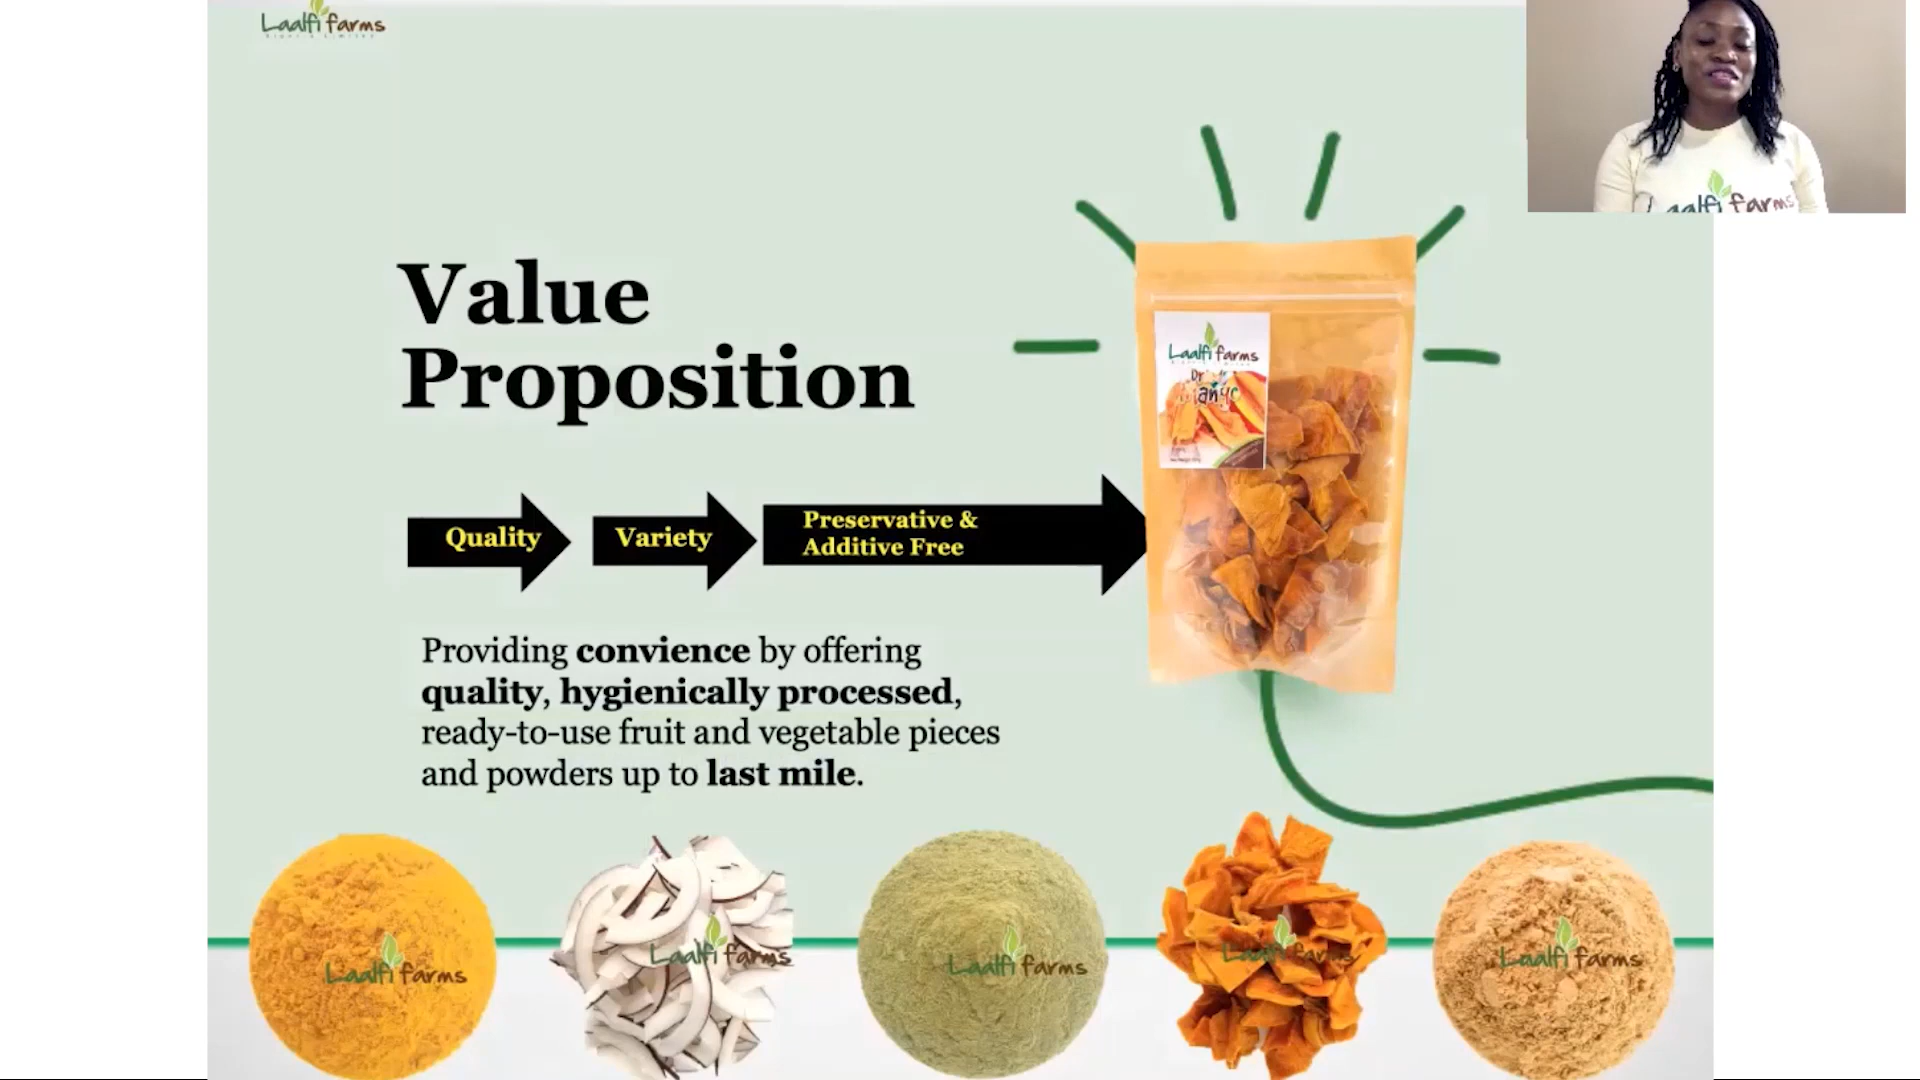 Laalfi farms
Laalfi farms
Value
Proposition
Laalfi farms
Quality
Variety
Preservative &
Additive Free
Providing convience by offering
quality, hygienically processed,
ready-to-use fruit and vegetable pieces
and powders up to last mile.
Laalfi farms
Laalfi farms
Laalfi farms
Laalfi farms
Laalfi farms